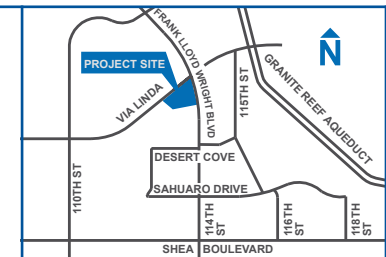 FRANK LLOYD WRIGHT BLVD
PROJECT SITE
N
VIA LINDA
115TH ST
GRANITE REEF AQUEDUCT
DESERT COVE
110TH ST
SAHUARO DRIVE
114TH ST
116TH ST
118TH ST
SHEA BOULEVARD